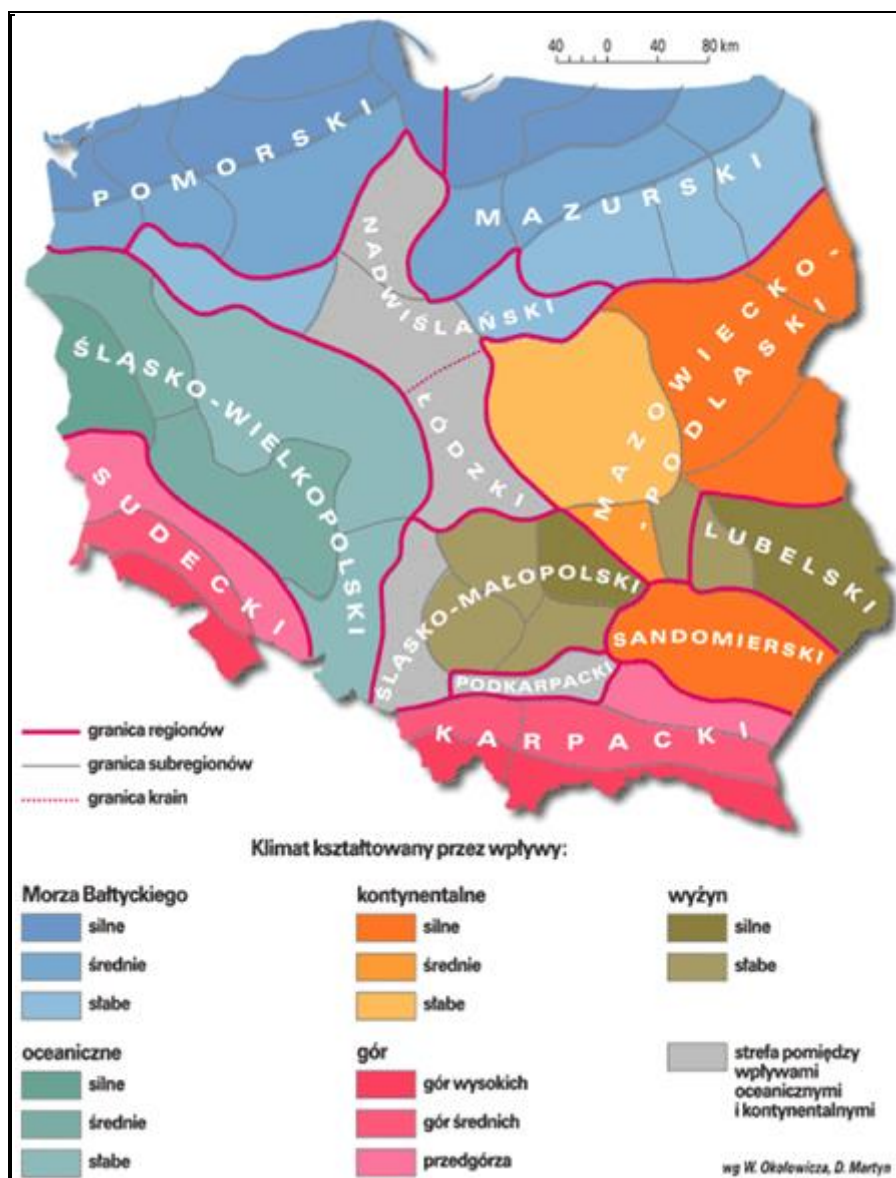 40 0 40 80 km
POMORSKI
MAZURSKI
NADWIŚLAŃSKI
MAZOWIECKO-
-PODLASKI
ŚLĄSKO-WIELKOPOLSKI
ŁÓDZKI
SUDECKI
LUBELSKI
ŚLĄSKO-MAŁOPOLSKI
SANDOMIERSKI
PODKARPACKI
KARPACKI
granica regionów
granica subregionów
granica krain
Klimat kształtowany przez wpływy:
Morza Bałtyckiego
silne
średnie
słabe
kontynentalne
silne
średnie
słabe
wyżyn
silne
słabe
oceaniczne
silne
średnie
słabe
gór
gór wysokich
gór średnich
przedgórza
strefa pomiędzy
wpływami
oceanicznymi
i kontynentalnymi
wg W. Okołowicza, D. Martyn